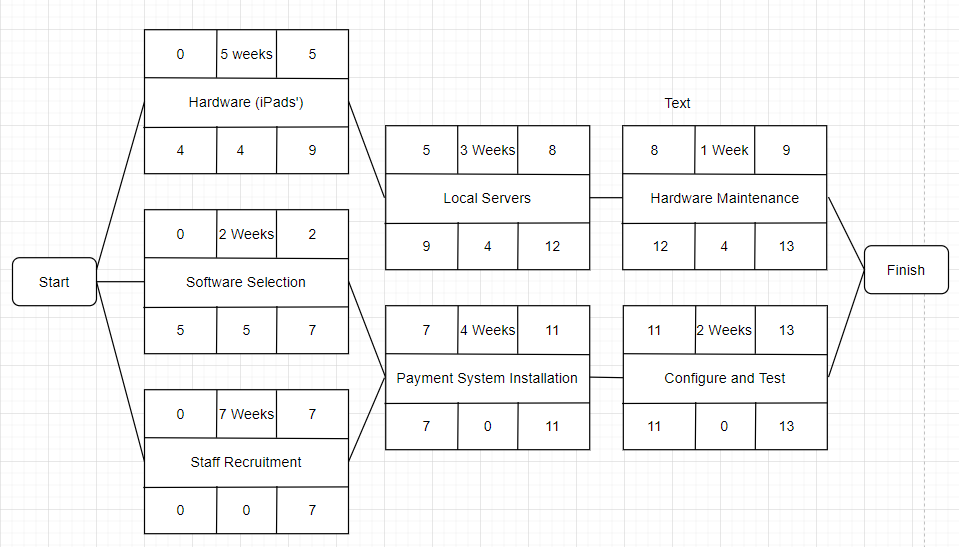 Start
0 5 weeks 5
Hardware (iPads')
4 4 9
0 2 Weeks 2
Software Selection
5 5 7
0 7 Weeks 7
Staff Recruitment
0 0 7
5 3 Weeks 8
Local Servers
9 4 12
7 4 Weeks 11
Payment System Installation
7 0 11
Text
8 1 Week 9
Hardware Maintenance
12 4 13
11 2 Weeks 13
Configure and Test
11 0 13
Finish